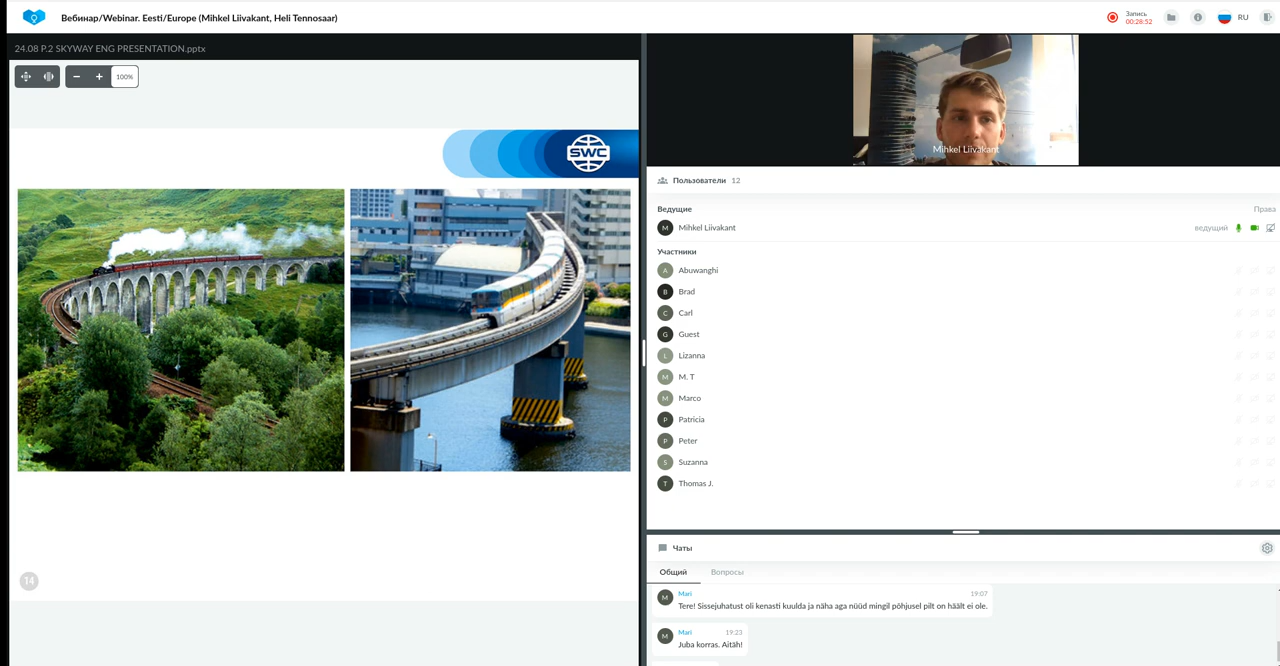 Вебинар/Webinar. Eesti/Europe (Mihkel Liivakant, Heli Tennosaar)
Запись
00:28:52
RU
24.08 P.2 SKYWAY ENG PRESENTATION.pptx
100%
SWC
14
Mihkel Liivakant
Пользователи 12
Ведущие Права
M Mihkel Liivakant ведущий
Участники
A Abuwanghi
B Brad
C Carl
G Guest
L Lizanna
M M. T
M Marco
P Patricia
P Peter
S Suzanna
T Thomas J.
Чаты
Общий Вопросы
M Mari 19:07
Tere! Sissejuhatust oli kenasti kuulda ja näha aga nüüd mingil põhjusel pilt on häält ei ole.
M Mari 19:23
Juba korras. Aitäh!